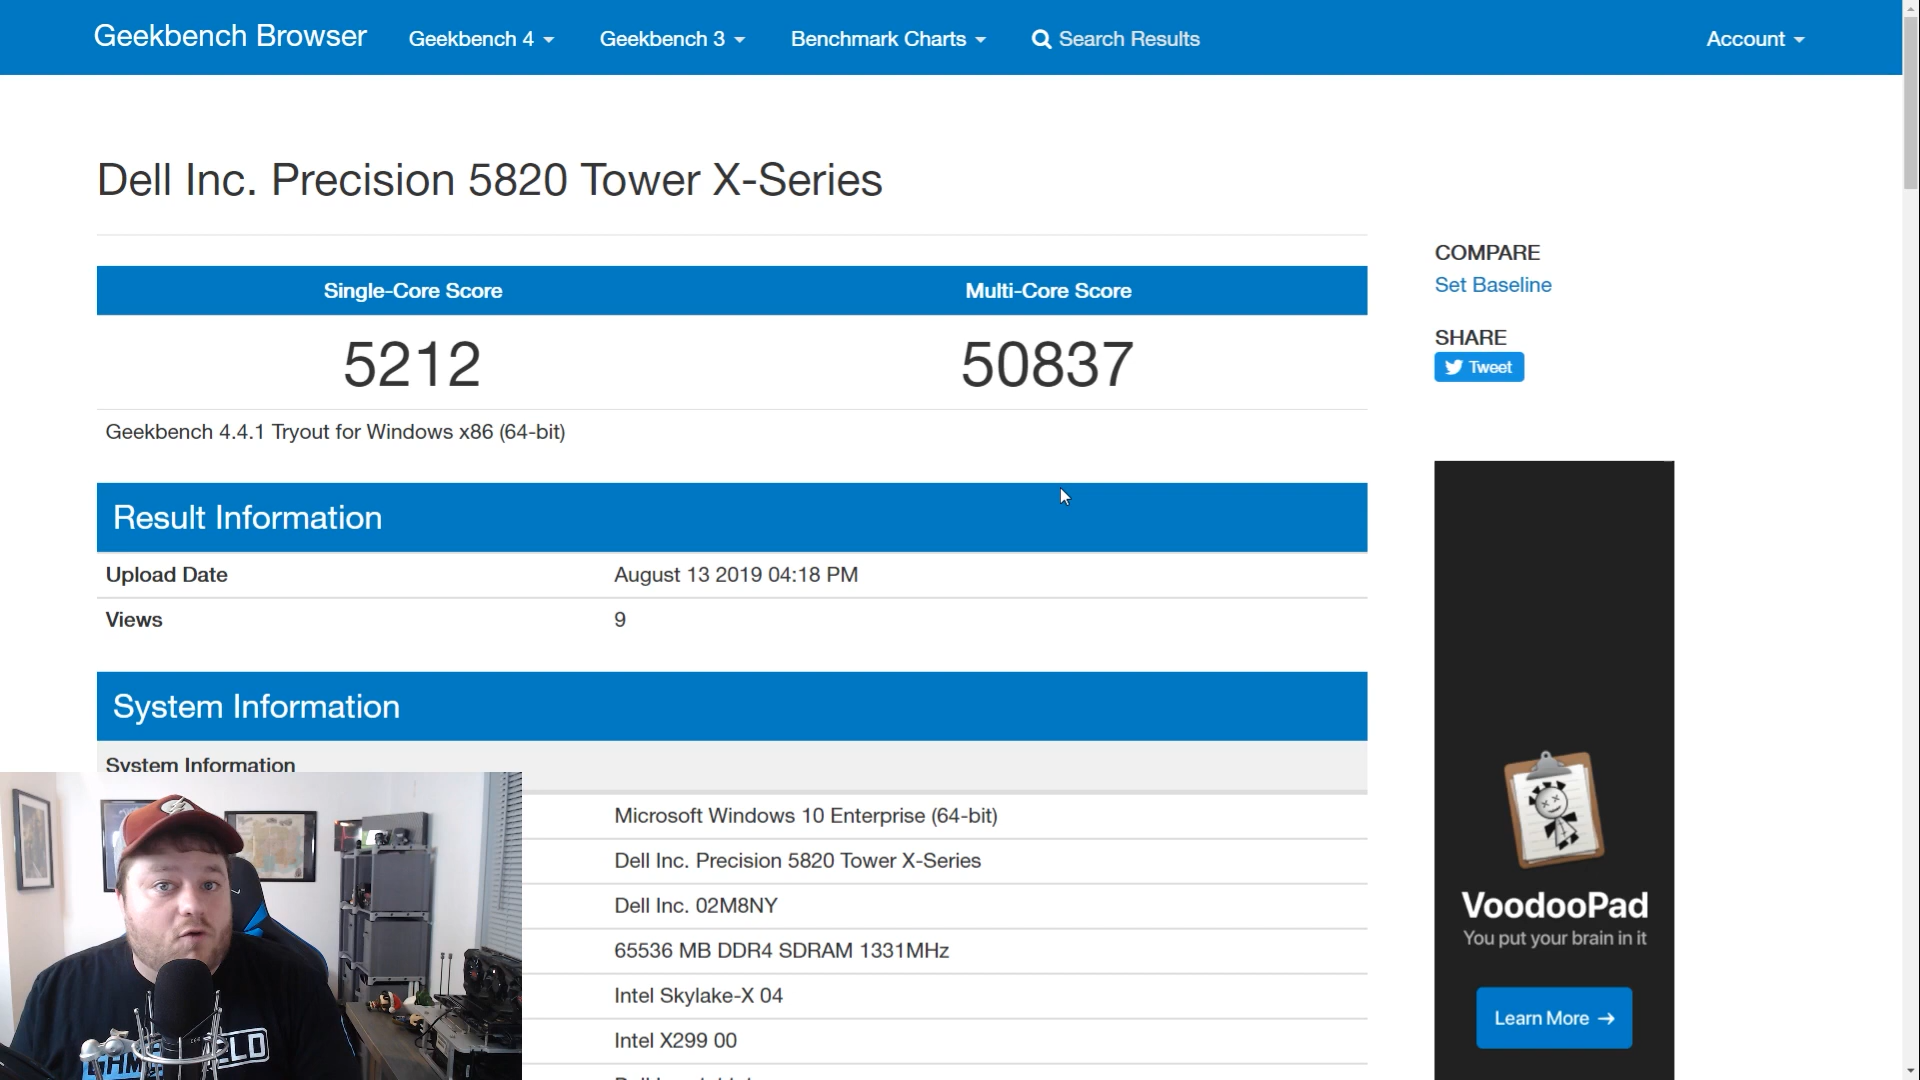 Geekbench Browser
Geekbench 4
Geekbench 3
Benchmark Charts
Search Results
Account
Dell Inc. Precision 5820 Tower X-Series
Single-Core Score
Multi-Core Score
5212
50837
Geekbench 4.4.1 Tryout for Windows x86 (64-bit)
Result Information
Upload Date
August 13 2019 04:18 PM
Views
9
System Information
System Information
Microsoft Windows 10 Enterprise (64-bit)
Dell Inc. Precision 5820 Tower X-Series
Dell Inc. 02M8NY
65536 MB DDR4 SDRAM 1331MHz
Intel Skylake-X 04
Intel X299 00
COMPARE
Set Baseline
SHARE
Tweet
VoodooPad
You put your brain in it
Learn More →